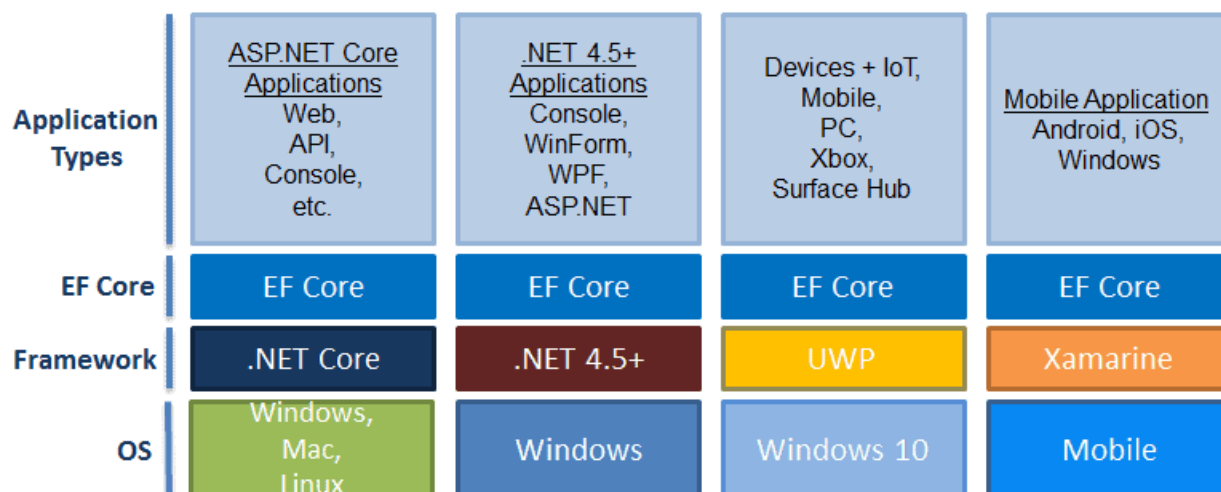 Application
Types
ASP.NET Core
Applications
Web,
API,
Console,
etc.
.NET 4.5+
Applications
Console,
WinForm,
WPF,
ASP.NET
Devices + IoT,
Mobile,
PC,
Xbox,
Surface Hub
Mobile Application
Android, iOS,
Windows
EF Core
EF Core
EF Core
EF Core
EF Core
Framework
.NET Core
.NET 4.5+
UWP
Xamarine
OS
Windows,
Mac,
Linux
Windows
Windows 10
Mobile